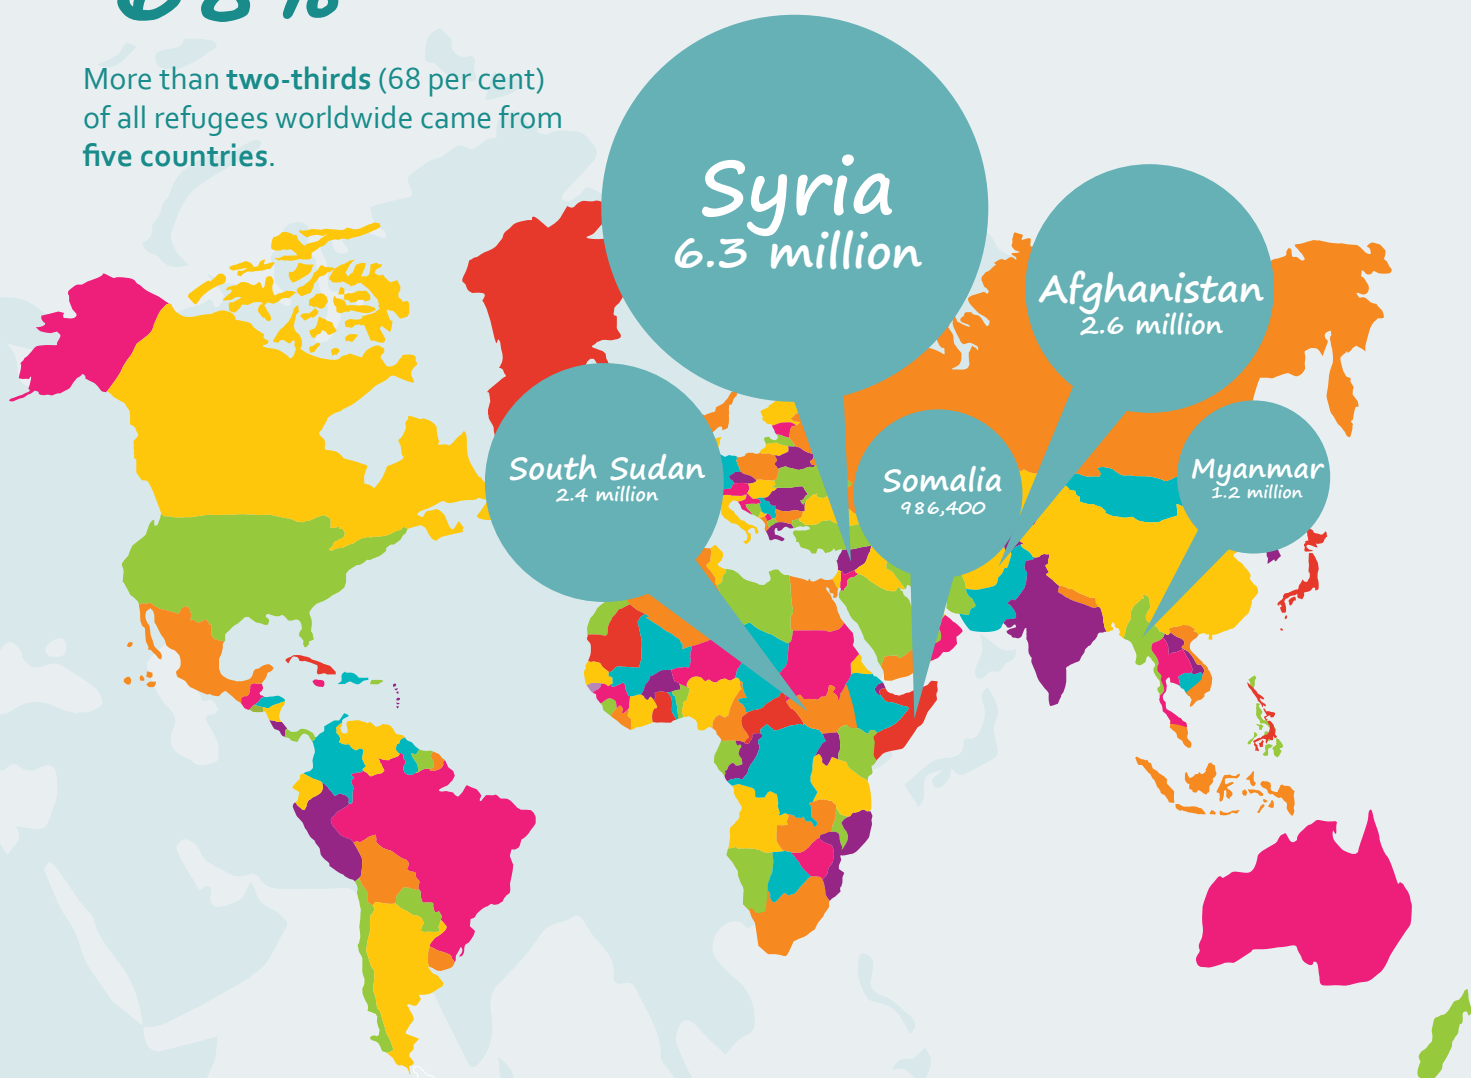 68%
More than two-thirds (68 per cent)
of all refugees worldwide came from
five countries.
Syria
6.3 million
Afghanistan
2.6 million
South Sudan
2.4 million
Somalia
986,400
Myanmar
1.2 million